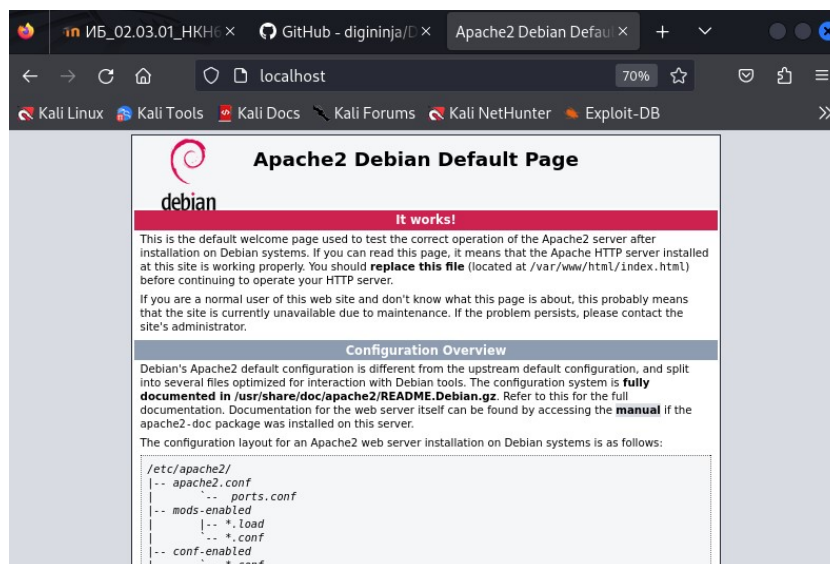 ИБ_02.03.01_НКН
GitHub - digininja/D
Apache2 Debian Defaul
localhost
70%
Kali Linux Kali Tools Kali Docs Kali Forums Kali NetHunter Exploit-DB
debian
Apache2 Debian Default Page
It works!
This is the default welcome page used to test the correct operation of the Apache2 server after
installation on Debian systems. If you can read this page, it means that the Apache HTTP server installed
at this site is working properly. You should replace this file (located at /var/www/html/index.html)
before continuing to operate your HTTP server.
If you are a normal user of this web site and don't know what this page is about, this probably means
that the site is currently unavailable due to maintenance. If the problem persists, please contact the
site's administrator.
Configuration Overview
Debian's Apache2 default configuration is different from the upstream default configuration, and split
into several files optimized for interaction with Debian tools. The configuration system is fully
documented in /usr/share/doc/apache2/README.Debian.gz. Refer to this for the full
documentation. Documentation for the web server itself can be found by accessing the manual if the
apache2-doc package was installed on this server.
The configuration layout for an Apache2 web server installation on Debian systems is as follows:
/etc/apache2/
|-- apache2.conf
|       `--  ports.conf
|-- mods-enabled
|       |-- *.load
|       `-- *.conf
|-- conf-enabled
|       `-- *.conf